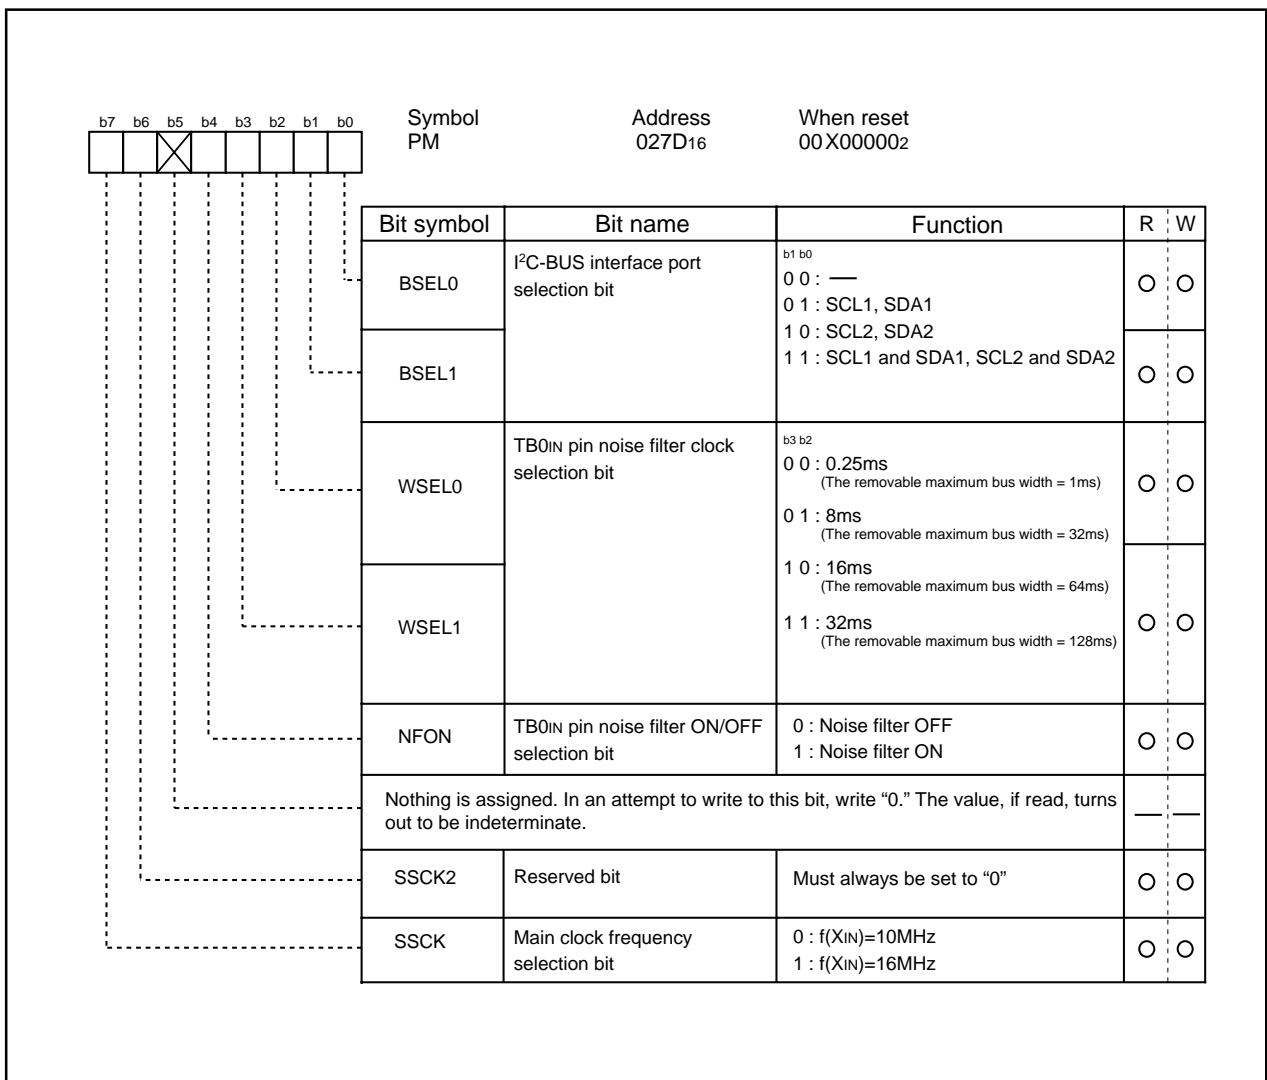 b7 b6 b5 b4 b3 b2 b1 b0
Symbol Address When reset
PM 027D16 00X000002
Bit symbol Bit name Function R W
BSEL0
I2C-BUS interface port
selection bit
b1 b0
0 0 : —
0 1 : SCL1, SDA1
1 0 : SCL2, SDA2
1 1 : SCL1 and SDA1, SCL2 and SDA2
BSEL1
WSEL0
TB0IN pin noise filter clock
selection bit
b3 b2
0 0 : 0.25ms
(The removable maximum bus width = 1ms)
0 1 : 8ms
(The removable maximum bus width = 32ms)
1 0 : 16ms
(The removable maximum bus width = 64ms)
1 1 : 32ms
(The removable maximum bus width = 128ms)
WSEL1
NFON
TB0IN pin noise filter ON/OFF
selection bit
0 : Noise filter OFF
1 : Noise filter ON
Nothing is assigned. In an attempt to write to this bit, write “0.” The value, if read, turns
out to be indeterminate.
SSCK2 Reserved bit Must always be set to “0”
SSCK
Main clock frequency
selection bit
0 : f(XIN)=10MHz
1 : f(XIN)=16MHz